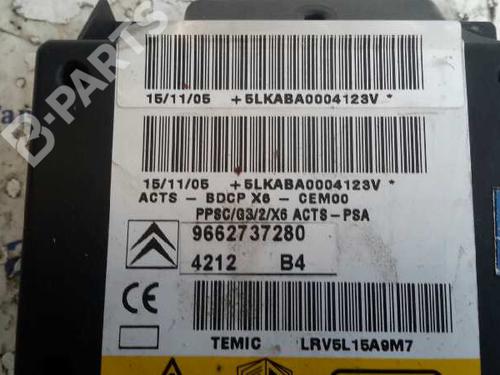 15/11/05 +5LKABA0004123V *
15/11/05 +5LKABA0004123V *
ACTS - BDCP X6 - CEM00
PPSC/G3/2/X6 ACTS-PSA
9662737280
4212 B4
CE
TEMIC LRV5L15A9M7
B-PARTS